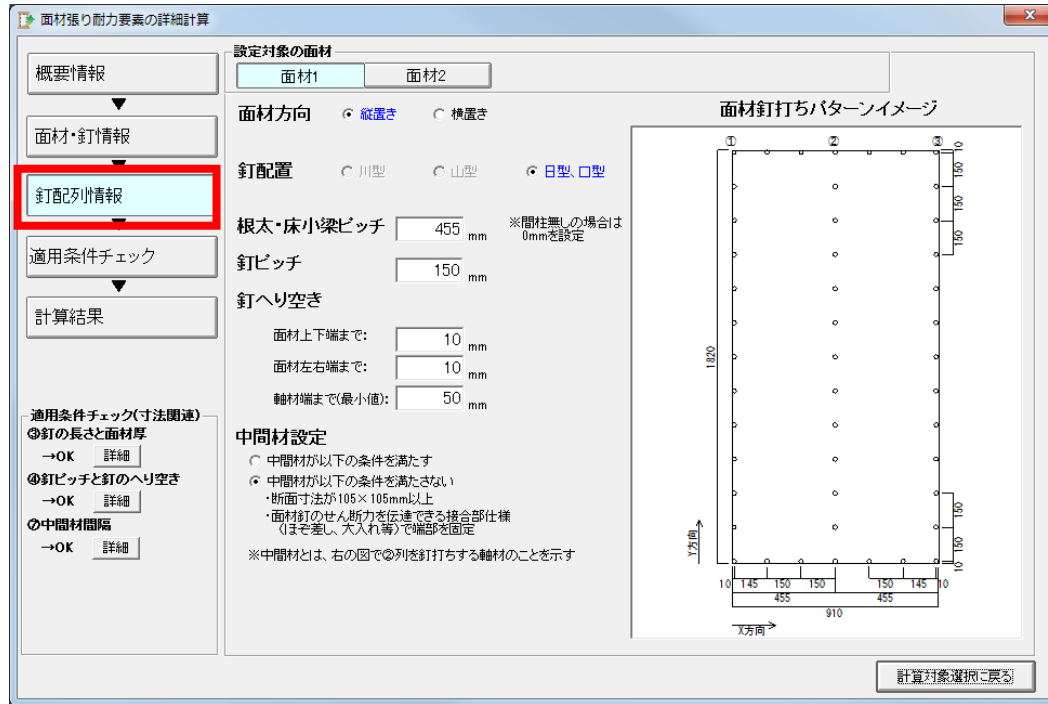 面材張り耐力要素の詳細計算
概要情報
▼
面材・釘情報
釘配列情報
適用条件チェック
▼
計算結果
適用条件チェック(寸法関連)
③釘の長さと面材厚
→OK 詳細
④釘ピッチと釘のへり空き
→OK 詳細
⑦中間材間隔
→OK 詳細
設定対象の面材
面材1 面材2
面材方向 縦置き 横置き
釘配置 川型 山型 日型、口型
根太・床小梁ピッチ 455 mm ※間柱無しの場合は
0mmを設定
釘ピッチ 150 mm
釘へり空き
面材上下端まで: 10 mm
面材左右端まで: 10 mm
軸材端まで(最小値): 50 mm
中間材設定
中間材が以下の条件を満たす
中間材が以下の条件を満たさない
・断面寸法が105×105mm以上
・面材釘のせん断力を伝達できる接合部仕様
(ほぞ差し、大入れ等)で端部を固定
※中間材とは、右の図で②列を釘打ちする軸材のことを示す
面材釘打ちパターンイメージ
① ② ③
10
150
150
150
1820
150
150
10
Y方向
10 145 150 150 150 145 10
455 455
910
X方向
計算対象選択に戻る